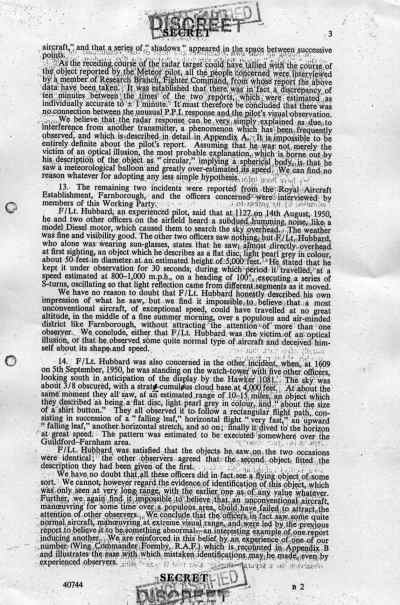 DISCREET
SECRET
3
aircraft," and that a series of "shadows" appeared in the space between successive
points.
As the receding course of the radar target could have tallied with the course of
the object reported by the Meteor pilot, all the people concerned were interviewed
by a member of Research Branch, Fighter Command, from whose report the above
data have been taken. It was established that there was in fact a discrepancy of
ten minutes between the times of the two reports, which were estimated as
individually accurate to ± 1 minute. It must therefore be concluded that there was
no connection between the unusual P.P.I. response and the pilot's visual observation.
We believe that the radar response can be very simply explained as due to
interference from another transmitter, a phenomenon which has been frequently
observed, and which is described in detail in Appendix A. It is impossible to be
entirely definite about the pilot's report. Assuming that he was not merely the
victim of an optical illusion, the most probable explanation, which is borne out by
his description of the object as "circular," implying a spherical body, is that he
saw a meteorological balloon and greatly over-estimated its speed. We can find no
reason whatever for adopting any less simple hypothesis.
13. The remaining two incidents were reported from the Royal Aircraft
Establishment, Farnborough, and the officers concerned were interviewed by
members of this Working Party.
F/Lt. Hubbard, an experienced pilot, said that at 1127 on 14th August, 1950,
he and two other officers on the airfield heard a subdued humming noise, like a
model Diesel motor, which caused them to search the sky overhead. The weather
was fine and visibility good. The other two officers saw nothing, but F/Lt. Hubbard,
who alone was wearing sun-glasses, states that he saw, almost directly overhead
at first sighting, an object which he describes as a flat disc, light pearl grey in colour,
about 50 feet in diameter at an estimated height of 5,000 feet. He stated that he
kept it under observation for 30 seconds, during which period it travelled, at a
speed estimated at 800–1,000 m.p.h., on a heading of 100°, executing a series of
S-turns, oscillating so that light reflection came from different segments as it moved.
We have no reason to doubt that F/Lt. Hubbard honestly described his own
impression of what he saw, but we find it impossible to believe that a most
unconventional aircraft, of exceptional speed, could have travelled at no great
altitude, in the middle of a fine summer morning, over a populous and air-minded
district like Farnborough, without attracting the attention of more than one
observer. We conclude, either that F/Lt. Hubbard was the victim of an optical
illusion, or that he observed some quite normal type of aircraft and deceived him-
self about its shape and speed.
14. F/Lt. Hubbard was also concerned in the other incident, when, at 1609
on 5th September, 1950, he was standing on the watch-tower with five other officers,
looking south in anticipation of the display by the Hawker 1081. The sky was
about 3/8 obscured, with a strato cumulus cloud base at 4,000 feet. At about the
same moment they all saw, at an estimated range of 10–15 miles, an object which
they described as being a flat disc, light pearl grey in colour, and "about the size
of a shirt button." They all observed it to follow a rectangular flight path, con-
sisting in succession of a "falling leaf," horizontal flight "very fast," an upward
"falling leaf," another horizontal stretch, and so on; finally it dived to the horizon
at great speed. The pattern was estimated to be executed somewhere over the
Guildford-Farnham area.
F/Lt. Hubbard was satisfied that the objects he saw on the two occasions
were identical; the other observers agreed that the second object fitted the
description they had been given of the first.
We have no doubt that all these officers did in fact see a flying object of some
sort. We cannot, however regard the evidence of identification of this object, which
was only seen at very long range, with the earlier one as of any value whatever.
Further, we again find it impossible to believe that an unconventional aircraft,
manœuvring for some time over a populous area, could have failed to attract the
attention of other observers. We conclude that the officers in fact saw some quite
normal aircraft, manœuvring at extreme visual range, and were led by the previous
report to believe it to be something abnormal—an interesting example of one report
inducing another. We are reinforced in this belief by an experience of one of our
number (Wing Commander Formby, R.A.F.) which is recounted in Appendix B
and illustrates the ease with which mistaken identifications may be made, even by
experienced observers.
SECRET
40744
B 2
DISCREET